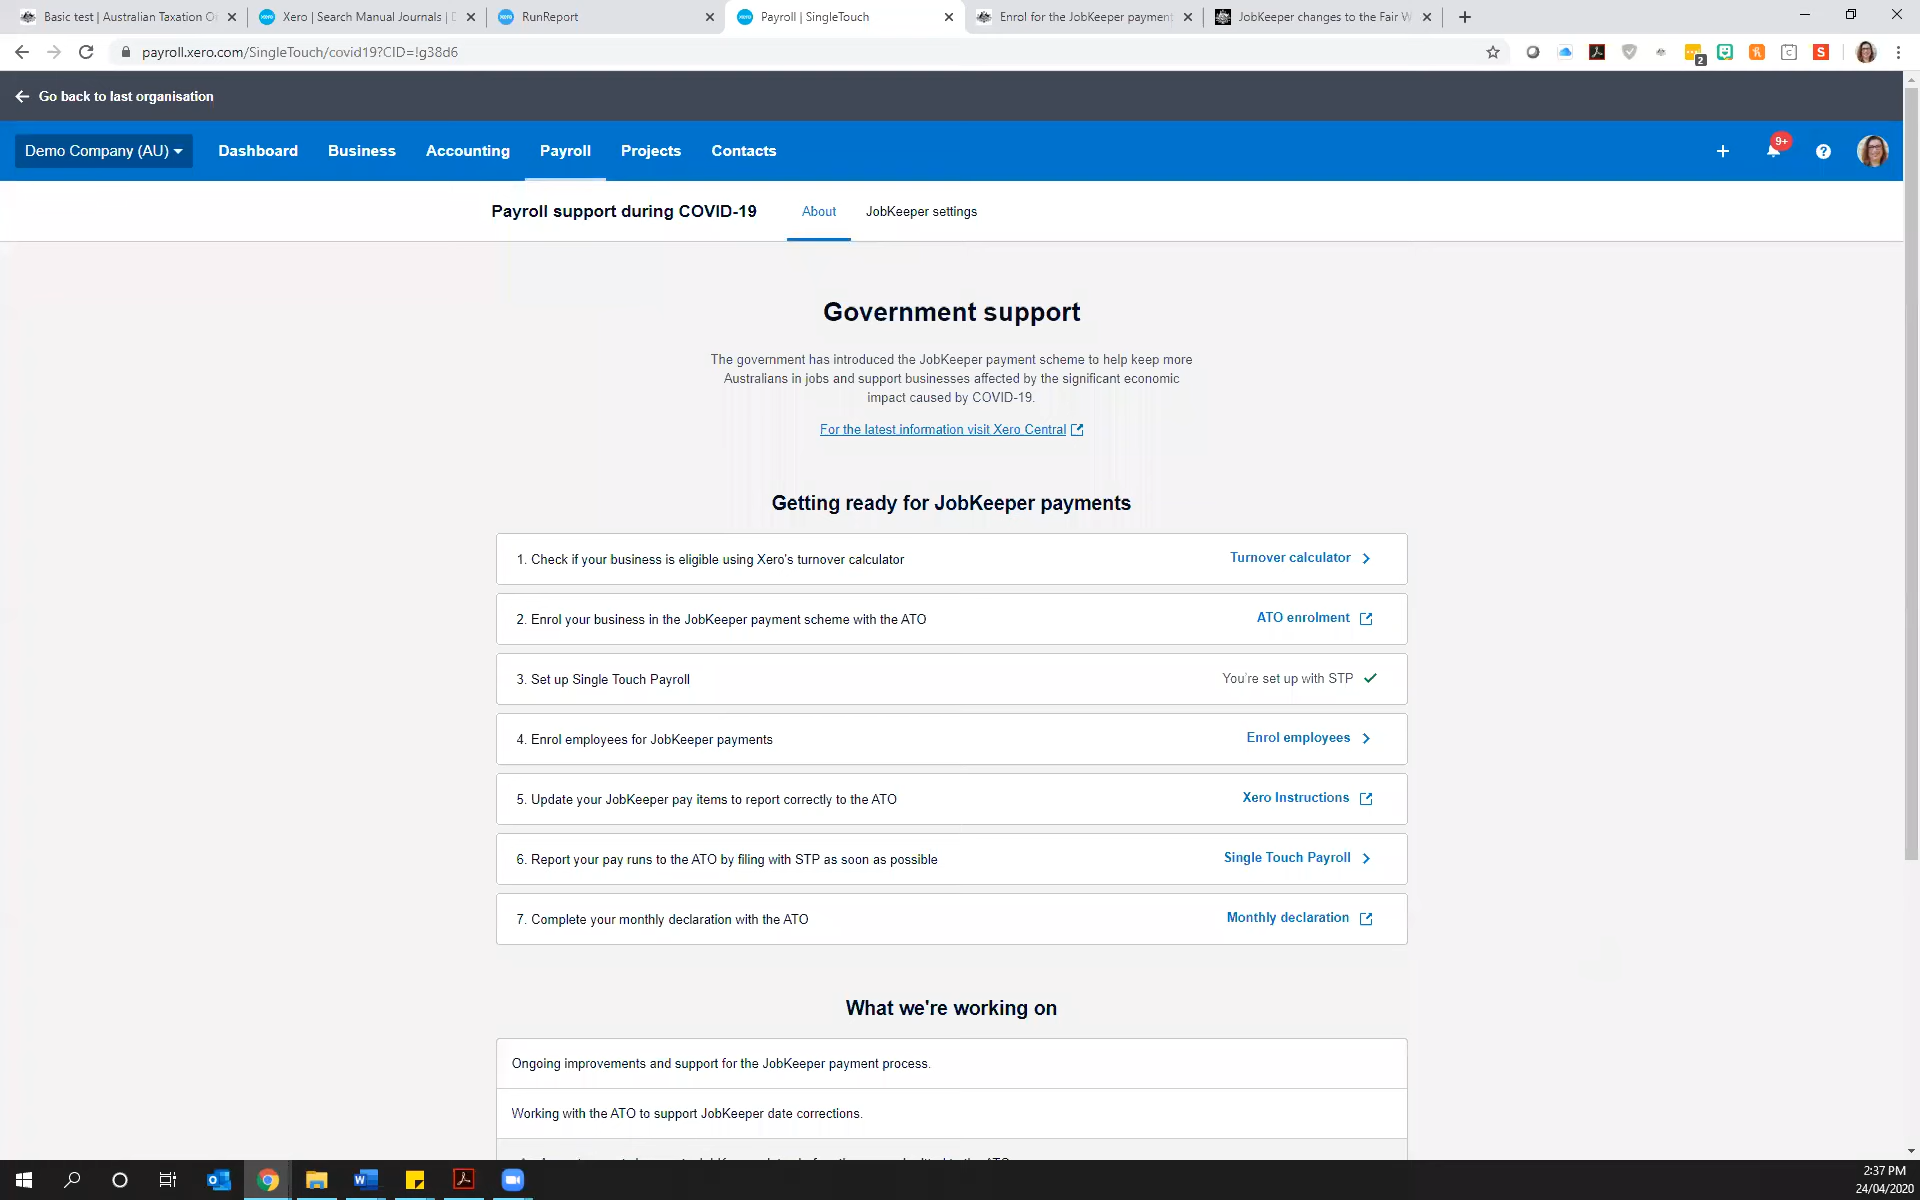 Basic test | Australian Taxation O
Xero | Search Manual Journals | D
RunReport
Payroll | SingleTouch
Enrol for the JobKeeper payment
JobKeeper changes to the Fair W
payroll.xero.com/SingleTouch/covid19?CID=!g38d6
2
Go back to last organisation
Demo Company (AU)
Dashboard
Business
Accounting
Payroll
Projects
Contacts
9+
Payroll support during COVID-19
About
JobKeeper settings
Government support
The government has introduced the JobKeeper payment scheme to help keep more
Australians in jobs and support businesses affected by the significant economic
impact caused by COVID-19.
For the latest information visit Xero Central
Getting ready for JobKeeper payments
1. Check if your business is eligible using Xero's turnover calculator
Turnover calculator
2. Enrol your business in the JobKeeper payment scheme with the ATO
ATO enrolment
3. Set up Single Touch Payroll
You're set up with STP
4. Enrol employees for JobKeeper payments
Enrol employees
5. Update your JobKeeper pay items to report correctly to the ATO
Xero Instructions
6. Report your pay runs to the ATO by filing with STP as soon as possible
Single Touch Payroll
7. Complete your monthly declaration with the ATO
Monthly declaration
What we're working on
Ongoing improvements and support for the JobKeeper payment process.
Working with the ATO to support JobKeeper date corrections.
2:37 PM
24/04/2020